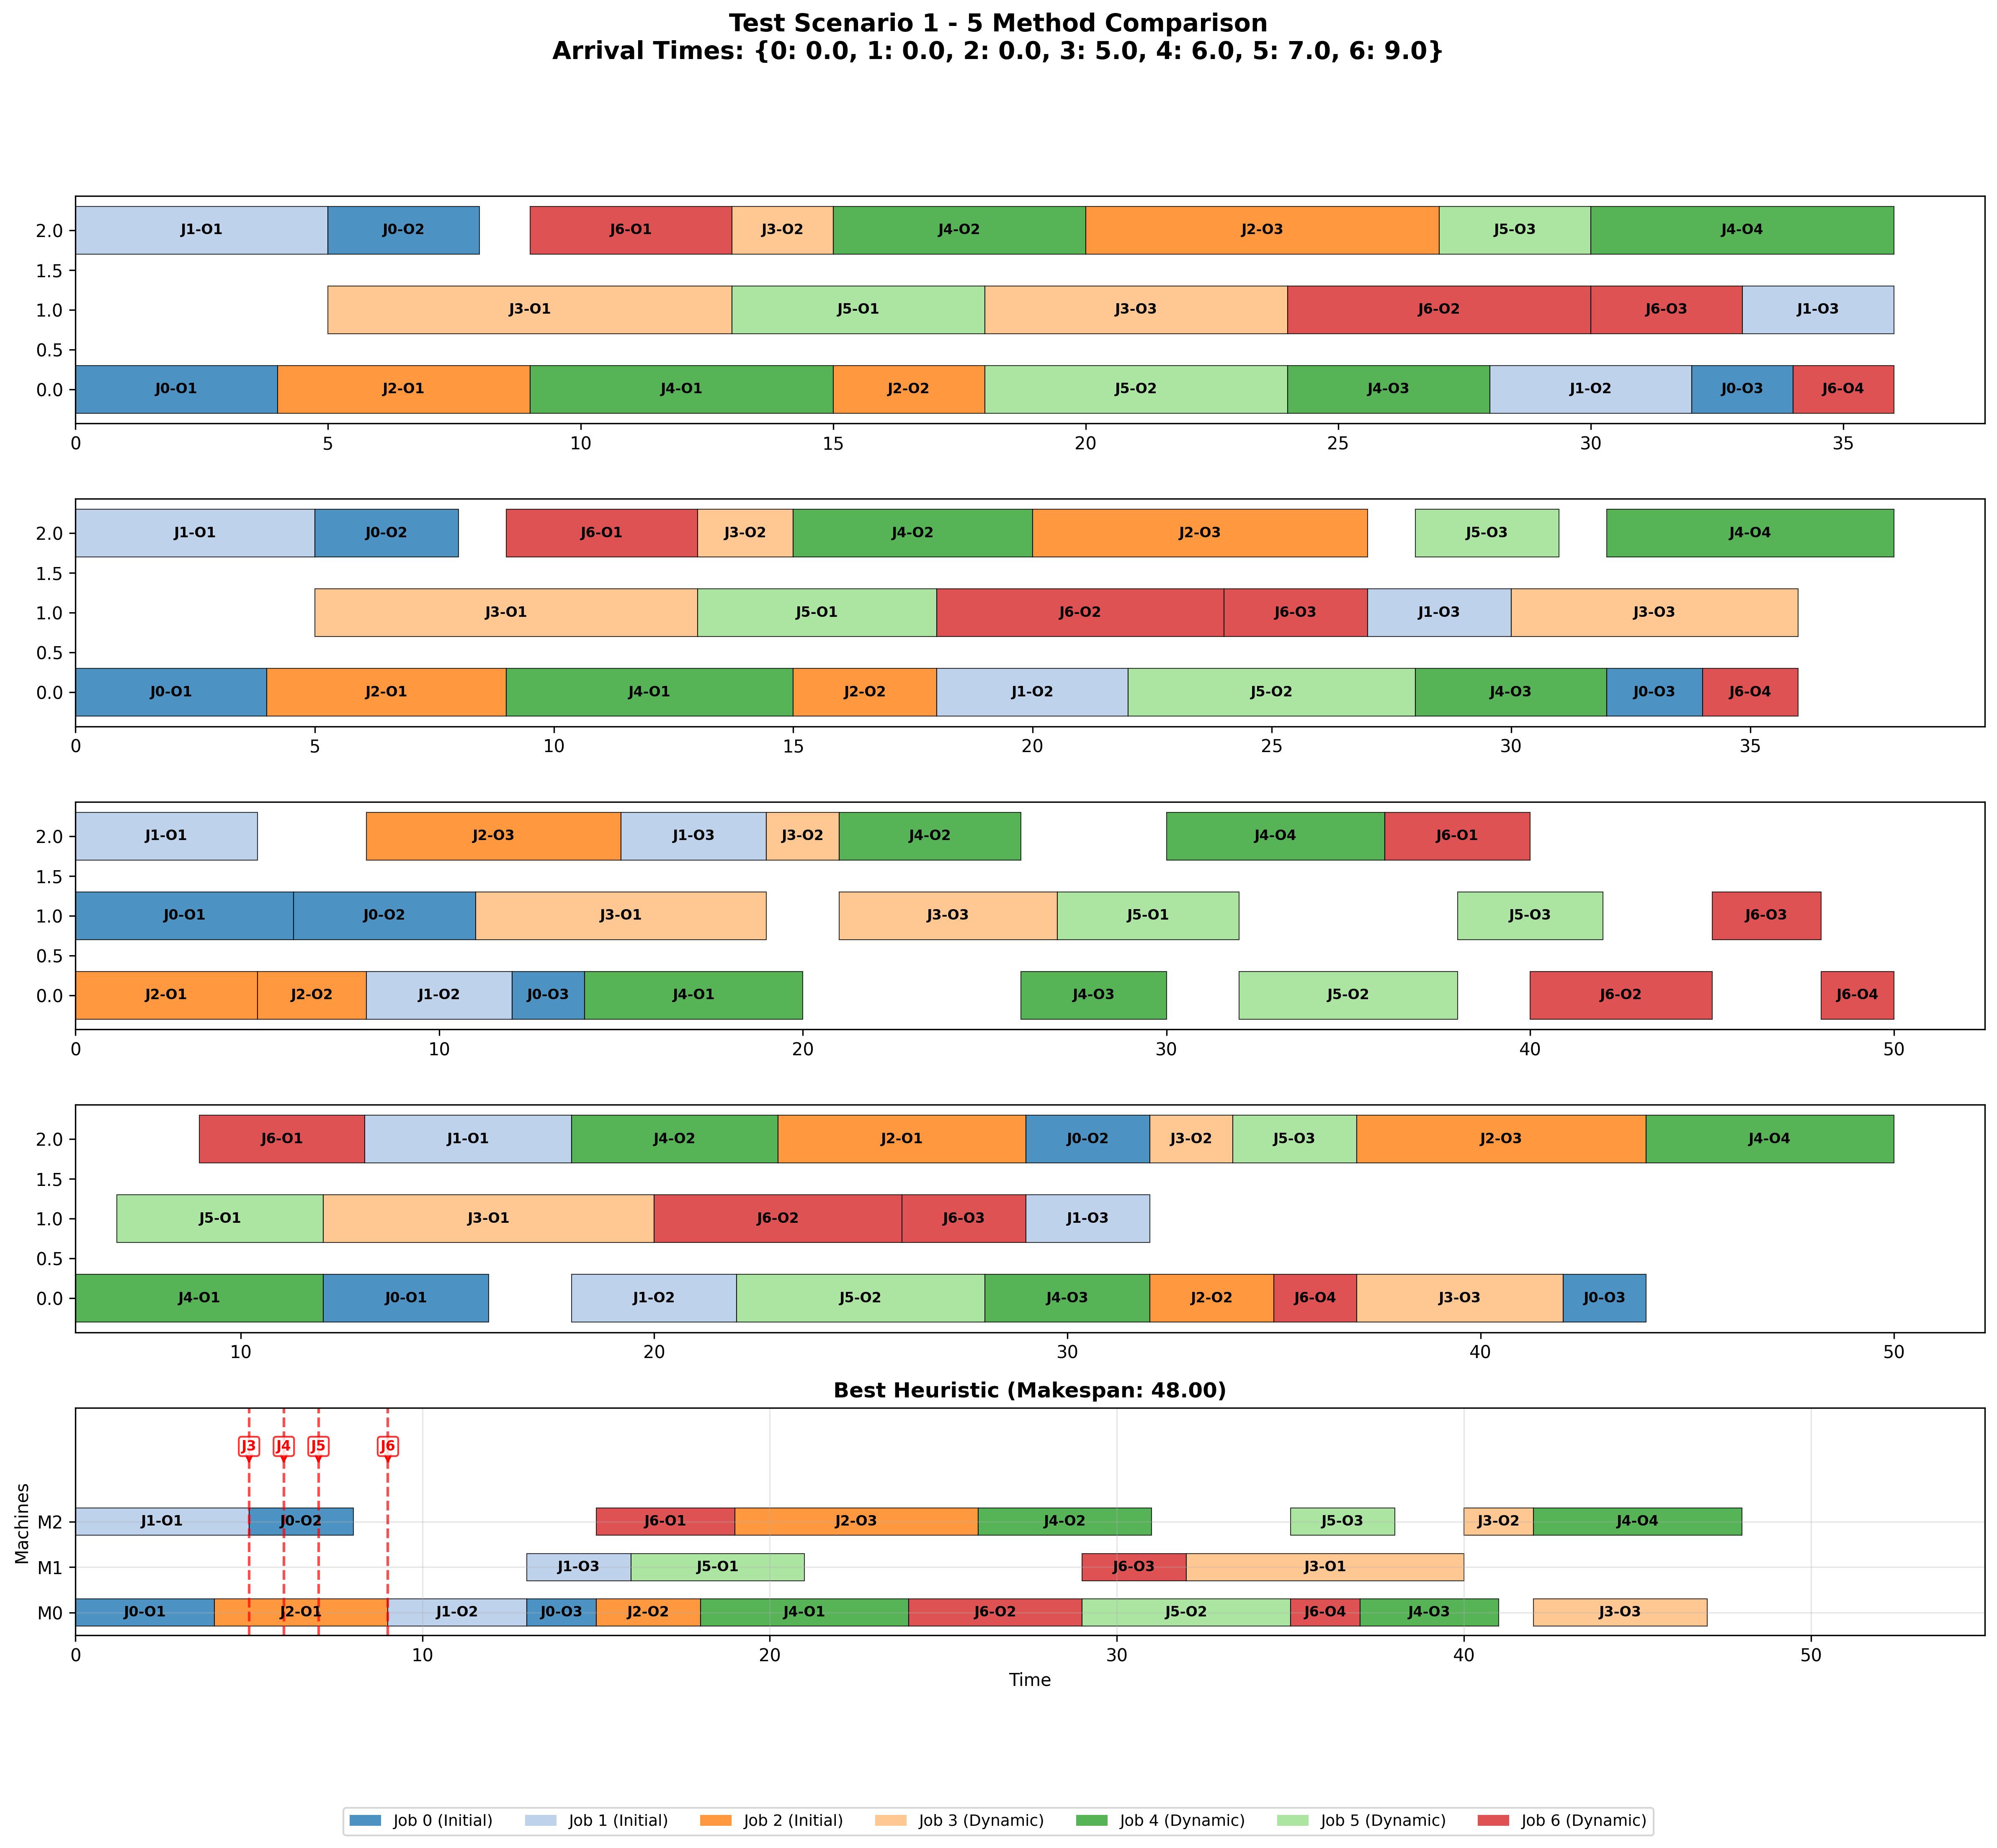 Test Scenario 1 - 5 Method Comparison
Arrival Times: {0: 0.0, 1: 0.0, 2: 0.0, 3: 5.0, 4: 6.0, 5: 7.0, 6: 9.0}
2.0 J1-O1 J0-O2 J6-O1 J3-O2 J4-O2 J2-O3 J5-O3 J4-O4
1.5
1.0 J3-O1 J5-O1 J3-O3 J6-O2 J6-O3 J1-O3
0.5
0.0 J0-O1 J2-O1 J4-O1 J2-O2 J5-O2 J4-O3 J1-O2 J0-O3 J6-O4
0 5 10 15 20 25 30 35
2.0 J1-O1 J0-O2 J6-O1 J3-O2 J4-O2 J2-O3 J5-O3 J4-O4
1.5
1.0 J3-O1 J5-O1 J6-O2 J6-O3 J1-O3 J3-O3
0.5
0.0 J0-O1 J2-O1 J4-O1 J2-O2 J1-O2 J5-O2 J4-O3 J0-O3 J6-O4
0 5 10 15 20 25 30 35
2.0 J1-O1 J2-O3 J1-O3 J3-O2 J4-O2 J4-O4 J6-O1
1.5
1.0 J0-O1 J0-O2 J3-O1 J3-O3 J5-O1 J5-O3 J6-O3
0.5
0.0 J2-O1 J2-O2 J1-O2 J0-O3 J4-O1 J4-O3 J5-O2 J6-O2 J6-O4
0 10 20 30 40 50
2.0 J6-O1 J1-O1 J4-O2 J2-O1 J0-O2 J3-O2 J5-O3 J2-O3 J4-O4
1.5
1.0 J5-O1 J3-O1 J6-O2 J6-O3 J1-O3
0.5
0.0 J4-O1 J0-O1 J1-O2 J5-O2 J4-O3 J2-O2 J6-O4 J3-O3 J0-O3
10 20 30 40 50
Best Heuristic (Makespan: 48.00)
J3 J4 J5 J6
Machines
M2 J1-O1 J0-O2 J6-O1 J2-O3 J4-O2 J5-O3 J3-O2 J4-O4
M1 J1-O3 J5-O1 J6-O3 J3-O1
M0 J0-O1 J2-O1 J1-O2 J0-O3 J2-O2 J4-O1 J6-O2 J5-O2 J6-O4 J4-O3 J3-O3
0 10 20 30 40 50
Time
Job 0 (Initial) Job 1 (Initial) Job 2 (Initial) Job 3 (Dynamic) Job 4 (Dynamic) Job 5 (Dynamic) Job 6 (Dynamic)